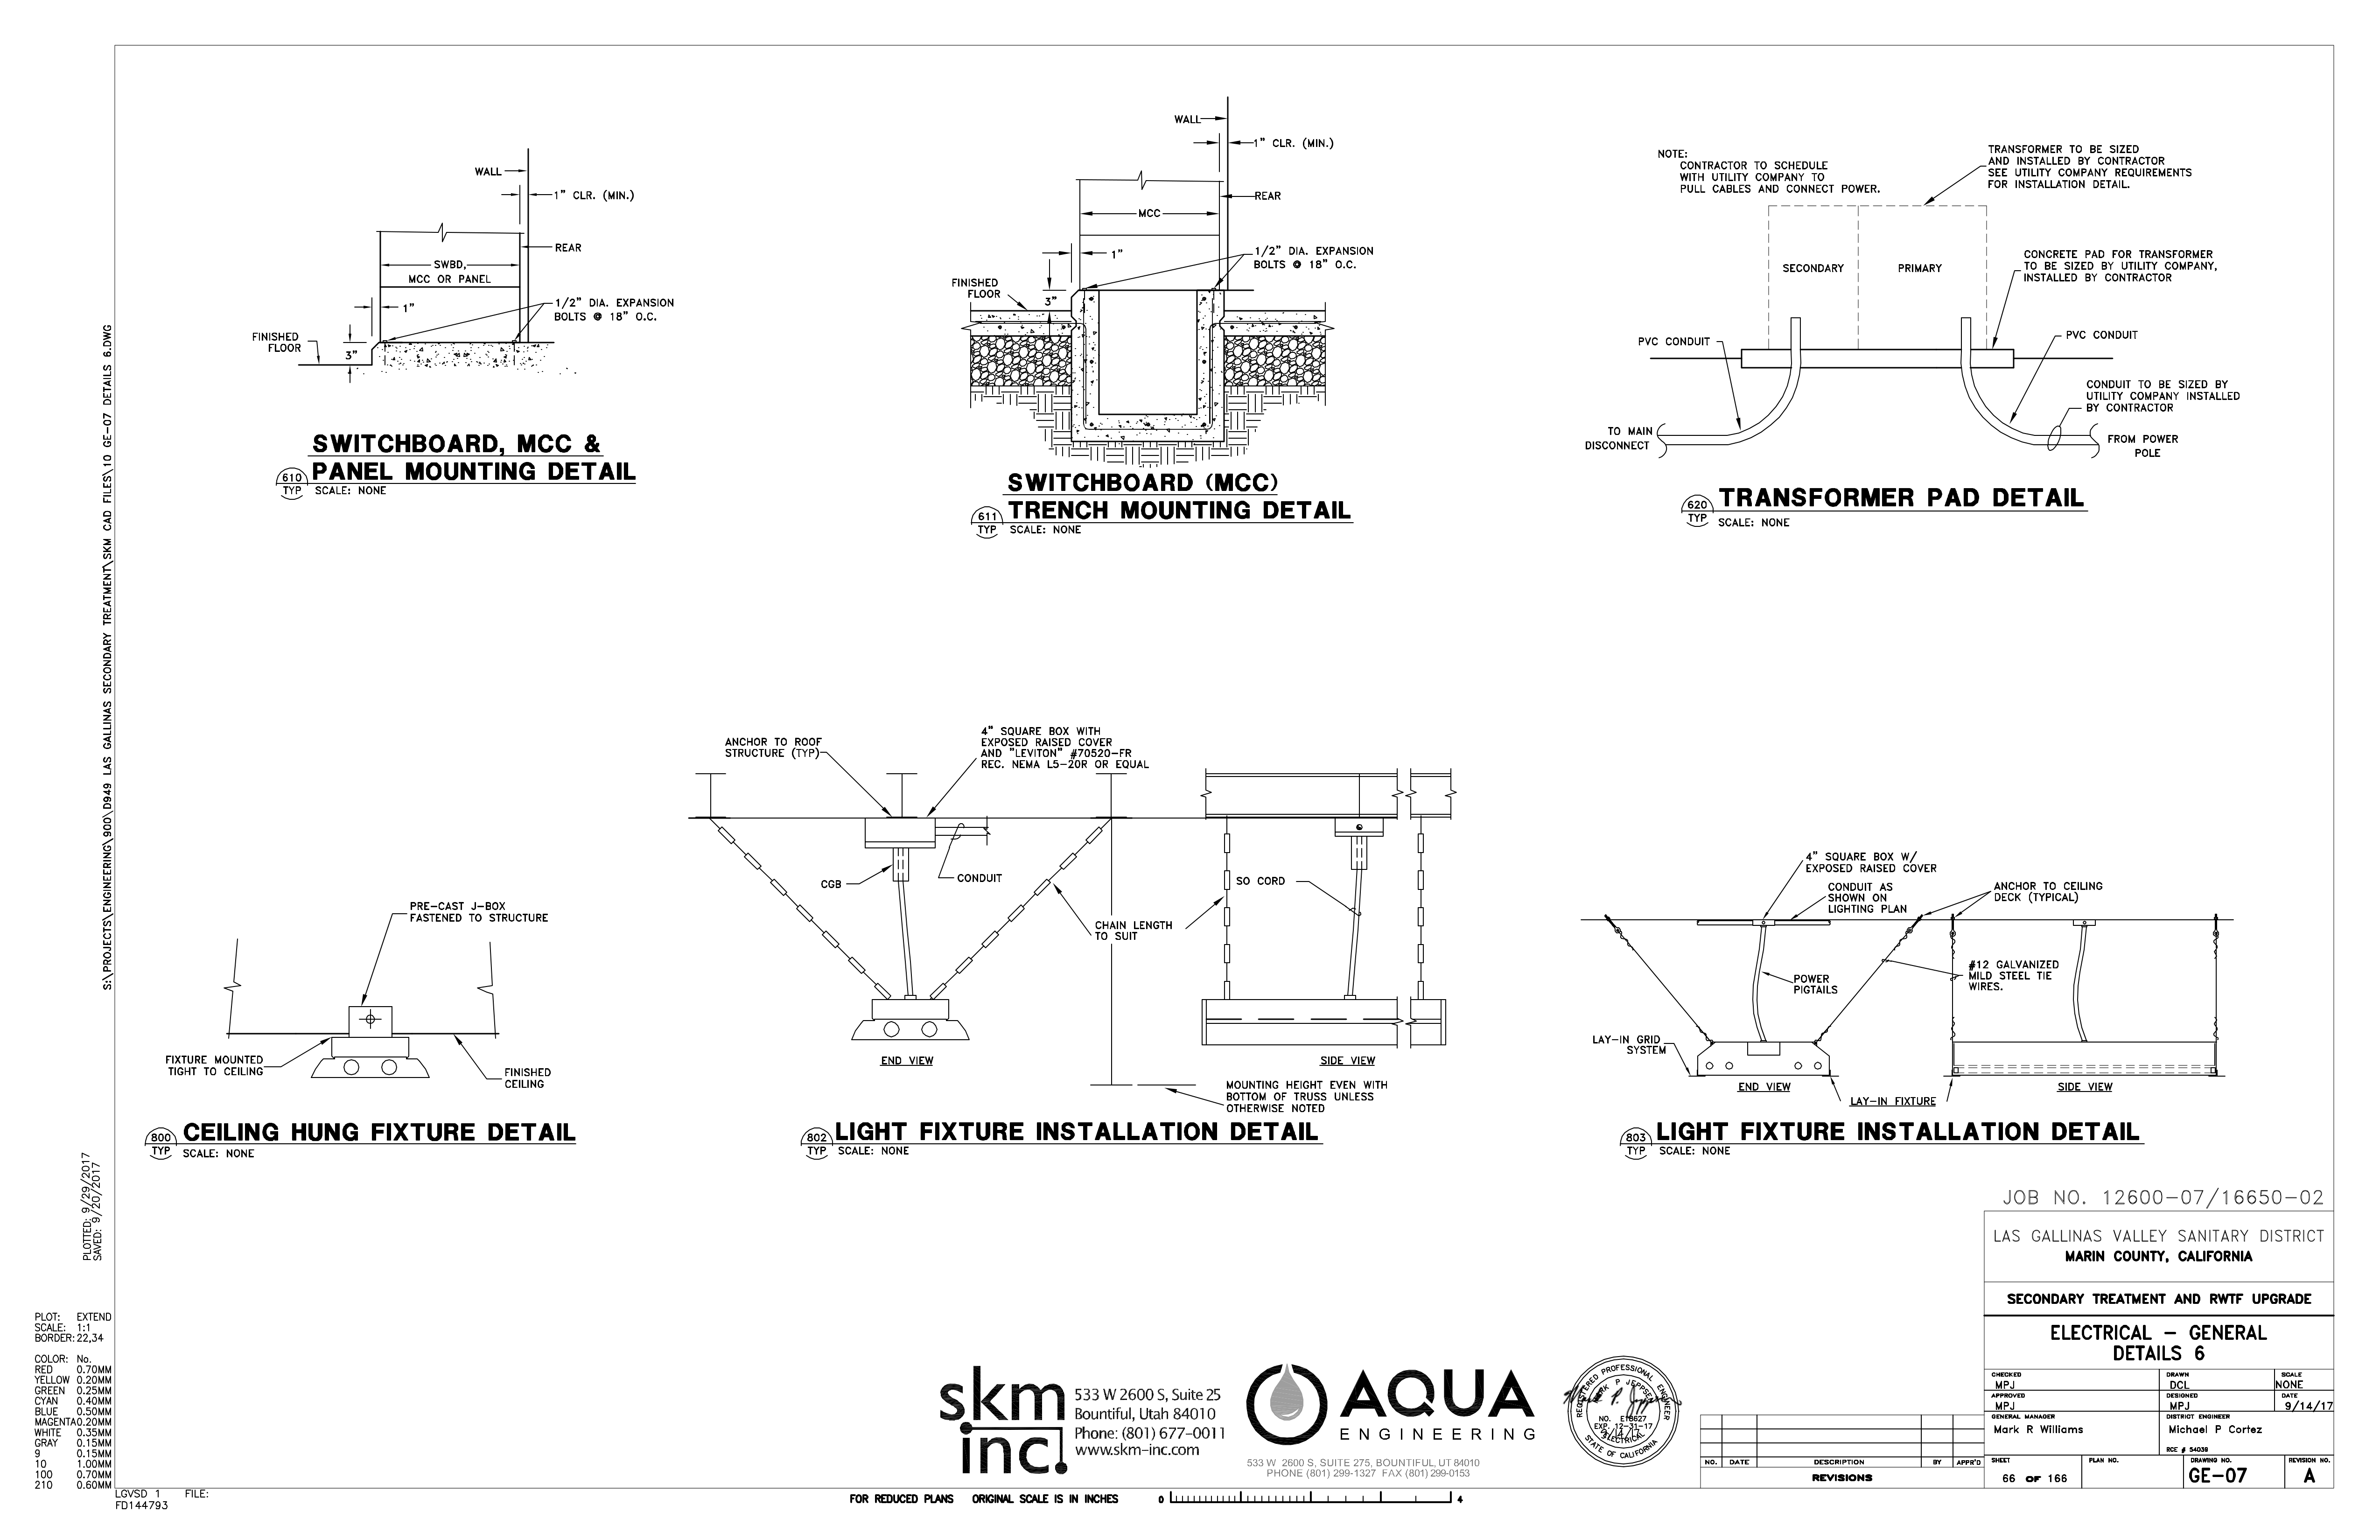 WALL
1" CLR. (MIN.)
REAR
SWBD,
MCC OR PANEL
1"
1/2" DIA. EXPANSION
BOLTS @ 18" O.C.
FINISHED
FLOOR
3"
SWITCHBOARD, MCC &
PANEL MOUNTING DETAIL
610
TYP
SCALE: NONE
WALL
1" CLR. (MIN.)
REAR
MCC
1"
1/2" DIA. EXPANSION
BOLTS @ 18" O.C.
FINISHED
FLOOR
3"
SWITCHBOARD (MCC)
TRENCH MOUNTING DETAIL
611
TYP
SCALE: NONE
NOTE:
CONTRACTOR TO SCHEDULE
WITH UTILITY COMPANY TO
PULL CABLES AND CONNECT POWER.
TRANSFORMER TO BE SIZED
AND INSTALLED BY CONTRACTOR
SEE UTILITY COMPANY REQUIREMENTS
FOR INSTALLATION DETAIL.
SECONDARY
PRIMARY
CONCRETE PAD FOR TRANSFORMER
TO BE SIZED BY UTILITY COMPANY,
INSTALLED BY CONTRACTOR
PVC CONDUIT
PVC CONDUIT
CONDUIT TO BE SIZED BY
UTILITY COMPANY INSTALLED
BY CONTRACTOR
TO MAIN
DISCONNECT
FROM POWER
POLE
TRANSFORMER PAD DETAIL
620
TYP
SCALE: NONE
PRE-CAST J-BOX
FASTENED TO STRUCTURE
FIXTURE MOUNTED
TIGHT TO CEILING
FINISHED
CEILING
CEILING HUNG FIXTURE DETAIL
800
TYP
SCALE: NONE
ANCHOR TO ROOF
STRUCTURE (TYP)
4" SQUARE BOX WITH
EXPOSED RAISED COVER
AND "LEVITON" #70520-FR
REC. NEMA L5-20R OR EQUAL
CGB
CONDUIT
SO CORD
CHAIN LENGTH
TO SUIT
END VIEW
SIDE VIEW
MOUNTING HEIGHT EVEN WITH
BOTTOM OF TRUSS UNLESS
OTHERWISE NOTED
LIGHT FIXTURE INSTALLATION DETAIL
802
TYP
SCALE: NONE
4" SQUARE BOX W/
EXPOSED RAISED COVER
CONDUIT AS
SHOWN ON
LIGHTING PLAN
ANCHOR TO CEILING
DECK (TYPICAL)
#12 GALVANIZED
MILD STEEL TIE
WIRES.
POWER
PIGTAILS
LAY-IN GRID
SYSTEM
END VIEW
SIDE VIEW
LAY-IN FIXTURE
LIGHT FIXTURE INSTALLATION DETAIL
803
TYP
SCALE: NONE
S:\PROJECTS\ENGINEERING\900\D949 LAS GALLINAS SECONDARY TREATMENT\SKM CAD FILES\10 GE-07 DETAILS 6.DWG
PLOTTED: 9/29/2017
SAVED: 9/20/2017
PLOT: EXTEND
SCALE: 1:1
BORDER: 22,34
COLOR: No.
RED 0.70MM
YELLOW 0.20MM
GREEN 0.25MM
CYAN 0.40MM
BLUE 0.50MM
MAGENTA 0.20MM
WHITE 0.35MM
GRAY 0.15MM
9 0.15MM
10 1.00MM
100 0.70MM
210 0.60MM
LGVSD 1 FILE:
FD144793
FOR REDUCED PLANS ORIGINAL SCALE IS IN INCHES 0 4
skm
inc.
533 W 2600 S, Suite 25
Bountiful, Utah 84010
Phone: (801) 677-0011
www.skm-inc.com
AQUA
ENGINEERING
533 W 2600 S, SUITE 275, BOUNTIFUL, UT 84010
PHONE (801) 299-1327 FAX (801) 299-0153
REGISTERED PROFESSIONAL ENGINEER
MARK P JEPPSEN
NO. E18627
EXP. 12-31-17
9/14/17
ELECTRICAL
STATE OF CALIFORNIA
NO. DATE DESCRIPTION BY APPR'D
REVISIONS
JOB NO. 12600-07/16650-02
LAS GALLINAS VALLEY SANITARY DISTRICT
MARIN COUNTY, CALIFORNIA
SECONDARY TREATMENT AND RWTF UPGRADE
ELECTRICAL - GENERAL
DETAILS 6
CHECKED DRAWN SCALE
MPJ DCL NONE
APPROVED DESIGNED DATE
MPJ MPJ 9/14/17
GENERAL MANAGER DISTRICT ENGINEER
Mark R Williams Michael P Cortez
RCE # 54039
SHEET PLAN NO. DRAWING NO. REVISION NO.
66 OF 166 GE-07 A